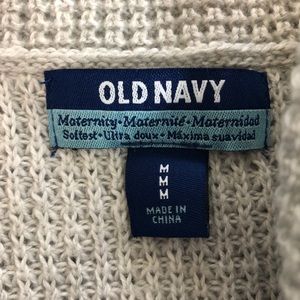 OLD NAVY
Maternity • Maternité • Maternidad
Softest • Ultra doux • Máxima suavidad
M
M
M
MADE IN
CHINA